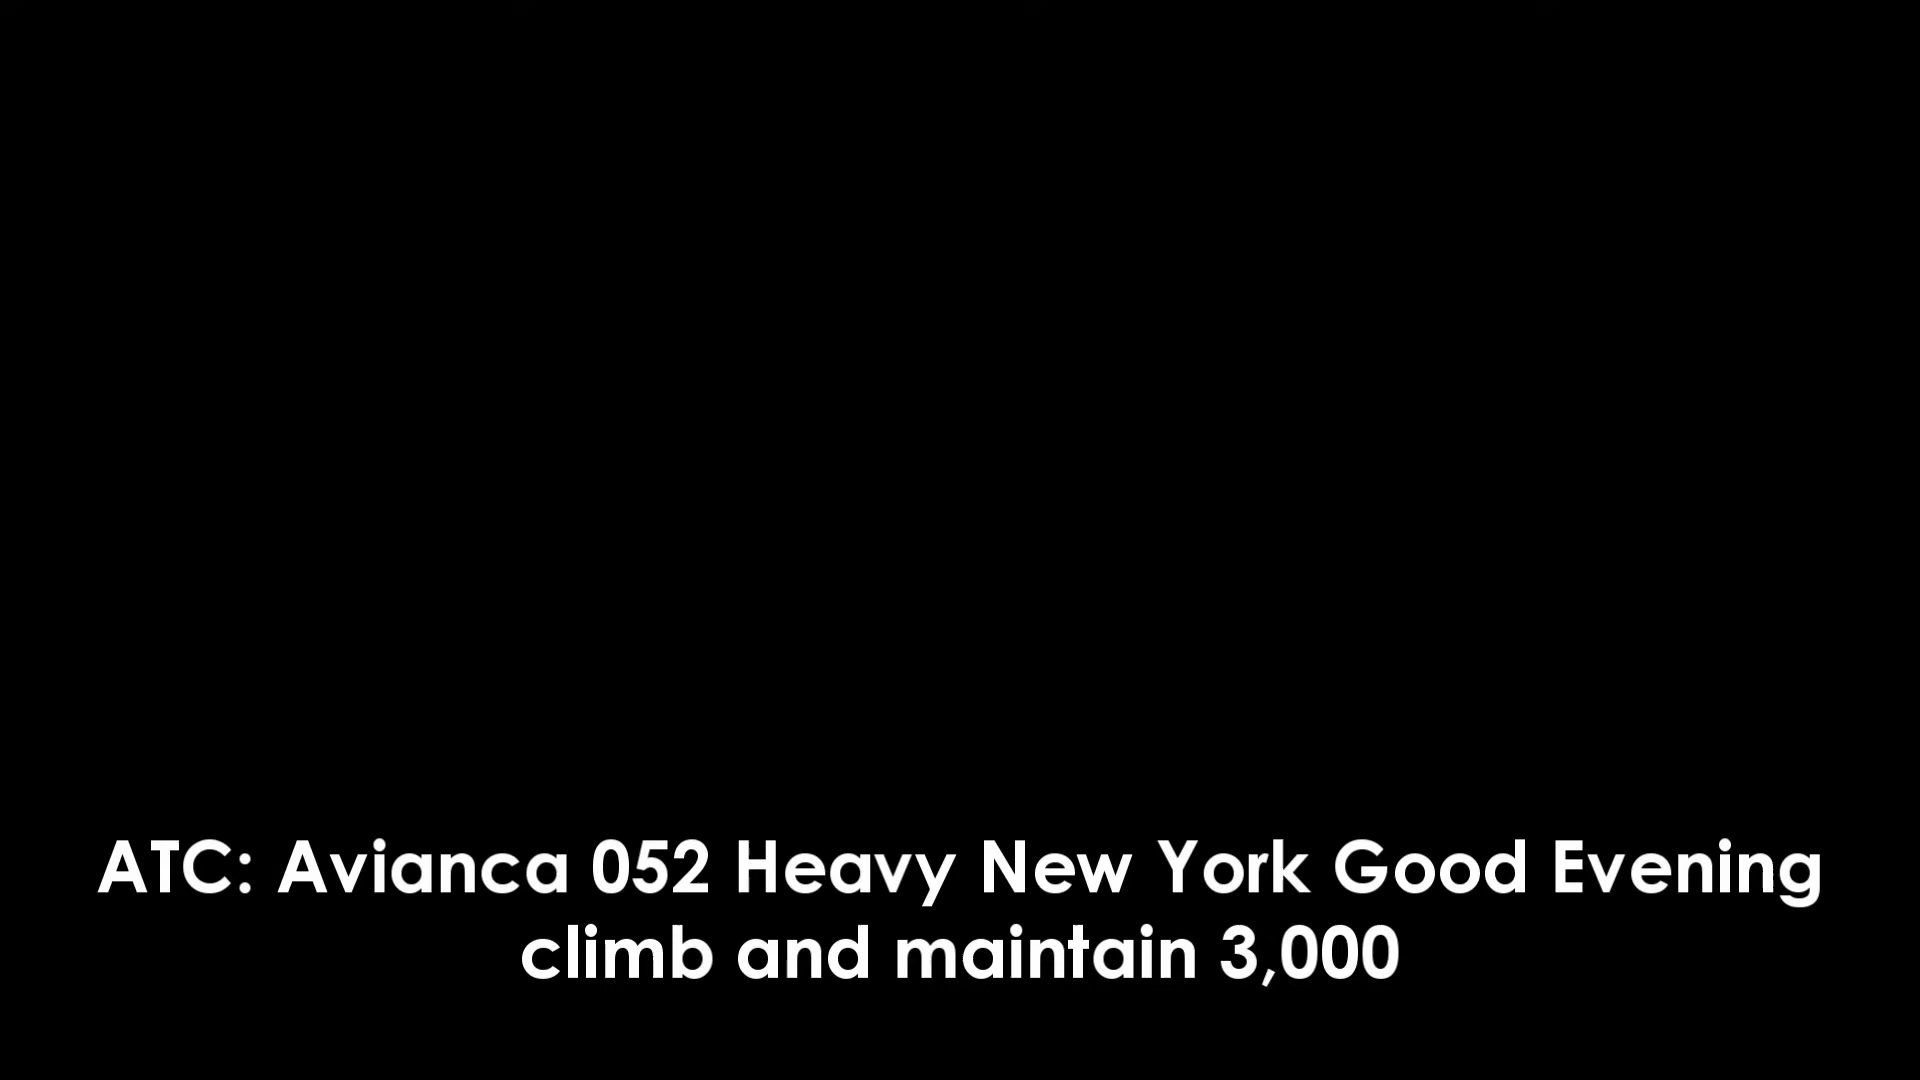 ATC: Avianca 052 Heavy New York Good Evening
climb and maintain 3,000